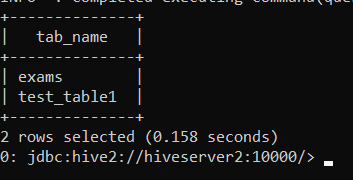 INFO  : Completed executing command(que
+--------------+
|   tab_name   |
+--------------+
| exams        |
| test_table1  |
+--------------+
2 rows selected (0.158 seconds)
0: jdbc:hive2://hiveserver2:10000/>